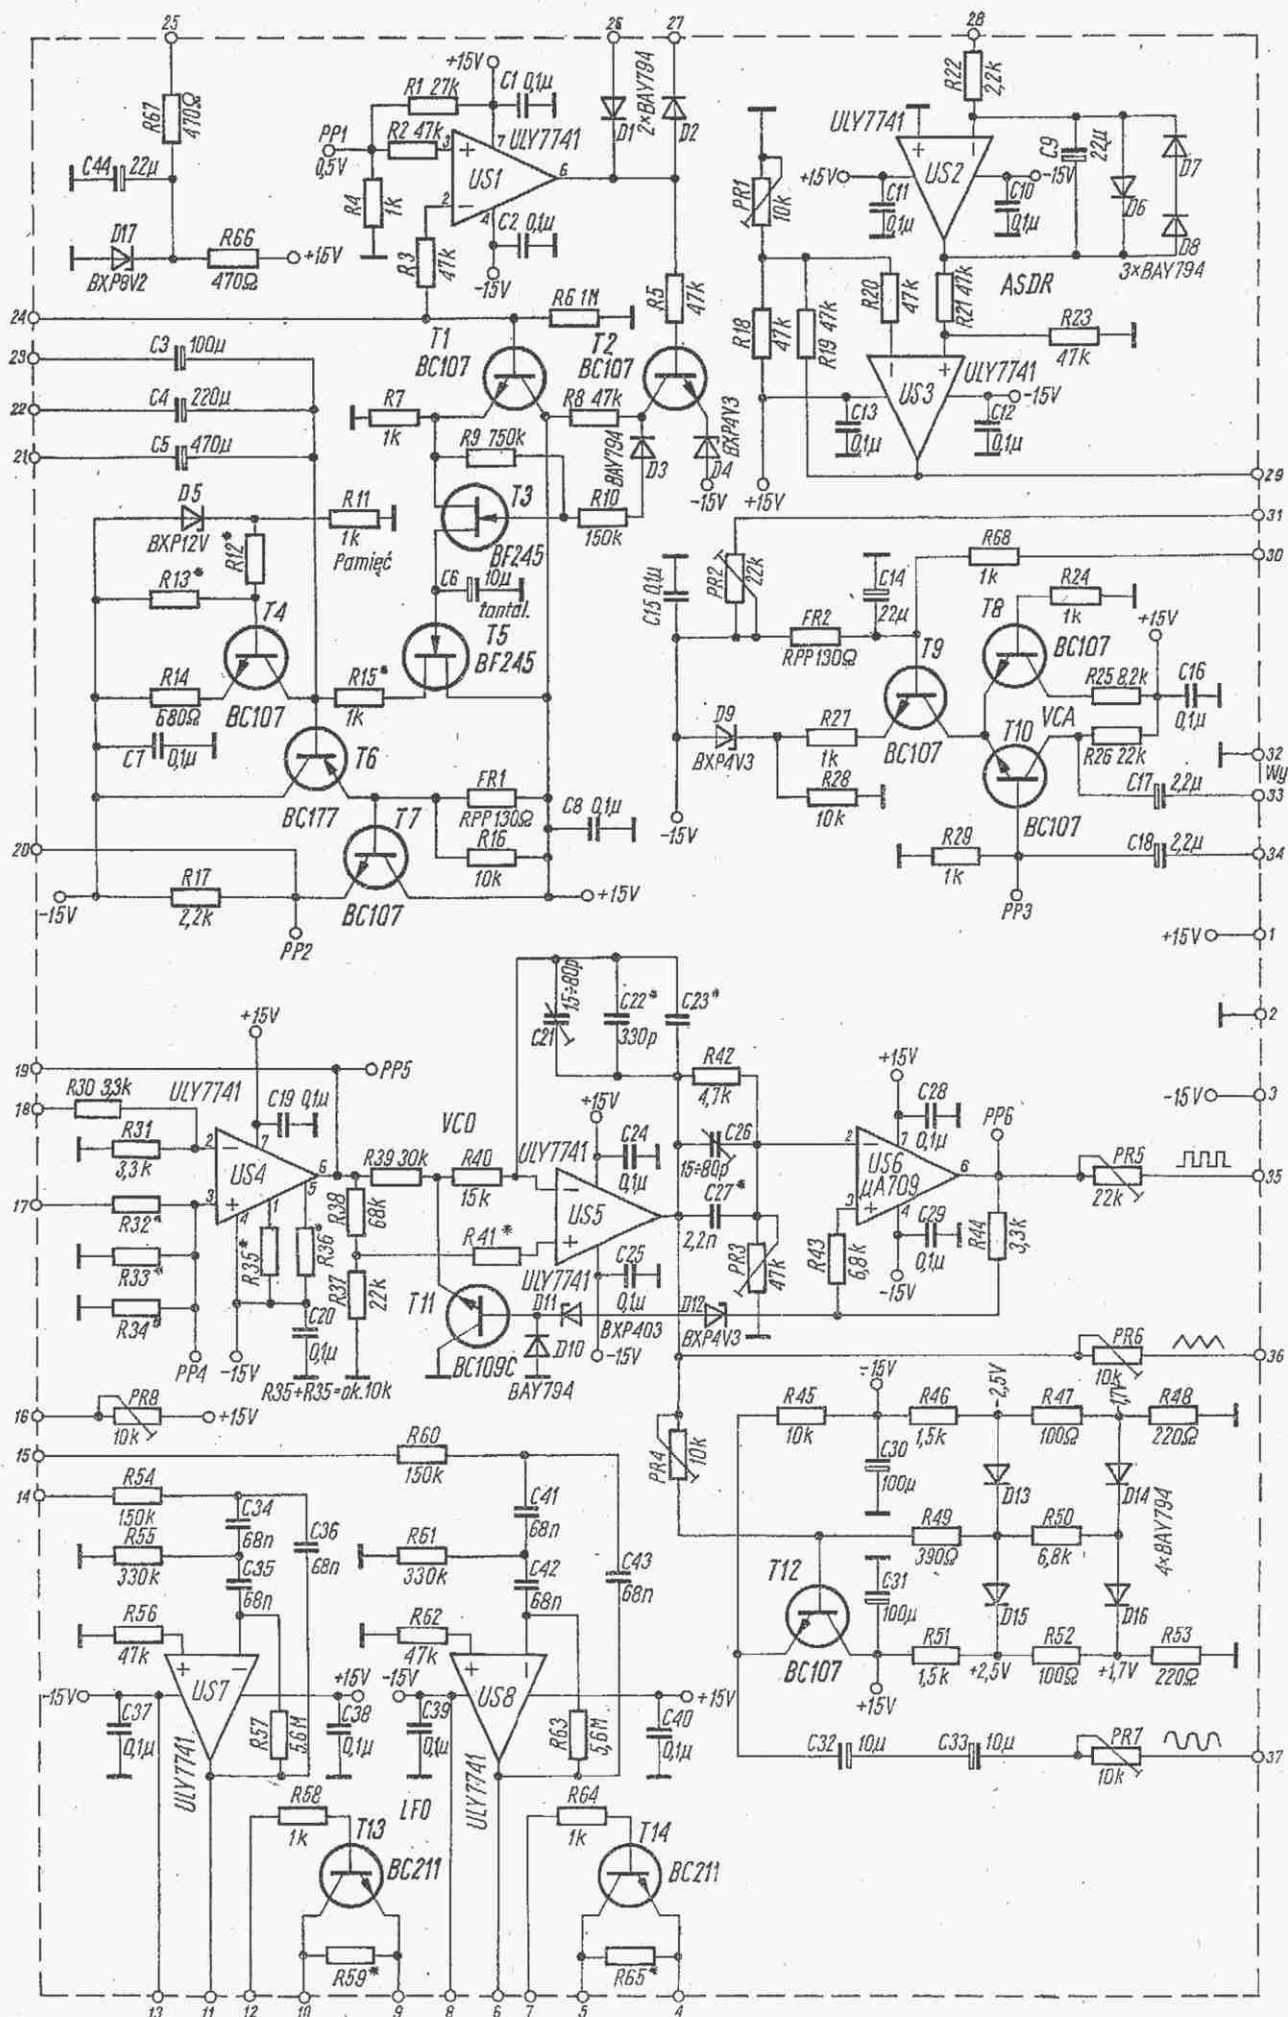 25
26
27
28
+15V
R1 27k
C1 0,1µ
R67
470Ω
2×BAY794
D1
D2
R22
2,2k
PP1
0,5V
R2 47k
3
7
ULY7741
6
US1
2
4
ULY7741
US2
C9
22µ
D7
D6
D8
3×BAY794
C44
22µ
R4
1k
PR1
10k
+15V
-15V
C11
0,1µ
C10
0,1µ
D17
BXP8V2
R66
470Ω
+15V
R3
47k
C2 0,1µ
-15V
R5
47k
R20
47k
R21 47k
ASDR
24
R6 1M
R18
47k
R19 47k
R23
47k
23
C3
100µ
T1
BC107
T2
BC107
ULY7741
US3
22
C4
220µ
R7
1k
R8 47k
BXP4V3
-15V
C13
0,1µ
C12
0,1µ
21
C5
470µ
R9 750k
BAY794
D3
D4
-15V
+15V
29
D5
BXP12V
R11
1k
Pamięć
T3
BF245
R10
150k
31
R12*
R13*
C6
10µ
tantal.
C15 0,1µ
PR2
22k
C14
22µ
R68
1k
30
R24
1k
T4
T5
BF245
FR2
RPP130Ω
T8
BC107
+15V
T9
R14
680Ω
BC107
R15*
1k
R25 8,2k
C16
0,1µ
D9
BXP4V3
R27
1k
BC107
T10
VCA
R26 22k
32
Wy
C7
0,1µ
T6
BC177
FR1
RPP130Ω
R28
10k
BC107
C17
2,2µ
33
-15V
T7
R16
10k
C8
0,1µ
20
R29
1k
C18
2,2µ
34
-15V
R17
2,2k
BC107
+15V
PP3
PP2
+15V
1
15÷80p
C21
C22*
330p
C23*
2
+15V
19
PP5
R42
4,7k
+15V
18
R30 3,3k
ULY7741
C19 0,1µ
VCO
+15V
C28
0,1µ
PP6
-15V
3
R31
3,3k
2
7
US4
6
5
3
1
4
R39 30k
R40
15k
ULY7741
C24
0,1µ
C26
15÷80p
2
7
US6
µA709
6
3
4
PR5
22k
35
17
R32*
R38
68k
US5
C27*
2,2n
R33*
R35*
R36*
R41*
ULY7741
C25
0,1µ
PR3
47k
R43
6,8k
C29
0,1µ
R44
3,3k
-15V
R34*
R37
22k
C20
0,1µ
T11
BC109C
D11
BXP403
D12
BXP4V3
D10
BAY794
-15V
PP4
-15V
R35+R35=ok.10k
PR6
10k
36
16
PR8
10k
+15V
-15V
R45
10k
R46
1,5k
-2,5V
R47
100Ω
-1,7V
R48
220Ω
15
R60
150k
PR4
10k
C30
100µ
14
R54
150k
C34
68n
C36
68n
C41
68n
D13
D14
4×BAY794
R55
330k
C35
68n
R61
330k
C42
68n
C43
68n
R49
390Ω
R50
6,8k
T12
BC107
C31
100µ
D15
D16
R56
47k
R62
47k
R51
1,5k
+2,5V
R52
100Ω
+1,7V
R53
220Ω
+15V
-15V
US7
+15V
-15V
US8
+15V
C37
0,1µ
R57
5,6M
C38
0,1µ
C39
0,1µ
R63
5,6M
C40
0,1µ
C32
10µ
C33
10µ
PR7
10k
37
ULY7741
LFO
ULY7741
R58
1k
T13
BC211
R64
1k
T14
BC211
R59*
R65*
13
11
12
10
9
8
6
7
5
4